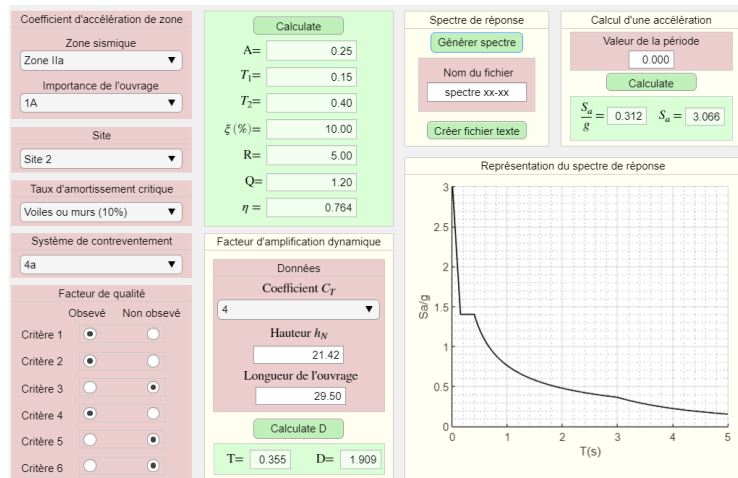 Coefficient d'accélération de zone
Zone sismique
Zone IIa
Importance de l'ouvrage
1A
Site
Site 2
Taux d'amortissement critique
Voiles ou murs (10%)
Système de contreventement
4a
Facteur de qualité
Obsevé Non obsevé
Critère 1
Critère 2
Critère 3
Critère 4
Critère 5
Critère 6
Calculate
A= 0.25
T1= 0.15
T2= 0.40
ξ (%)= 10.00
R= 5.00
Q= 1.20
η = 0.764
Facteur d'amplification dynamique
Données
Coefficient CT
4
Hauteur hN
21.42
Longueur de l'ouvrage
29.50
Calculate D
T= 0.355 D= 1.909
Spectre de réponse
Générer spectre
Nom du fichier
spectre xx-xx
Créer fichier texte
Calcul d'une accélération
Valeur de la période
0.000
Calculate
Sa/g = 0.312 Sa = 3.066
Représentation du spectre de réponse
3
2.5
2
1.5
1
0.5
0
Sa/g
0 1 2 3 4 5
T(s)